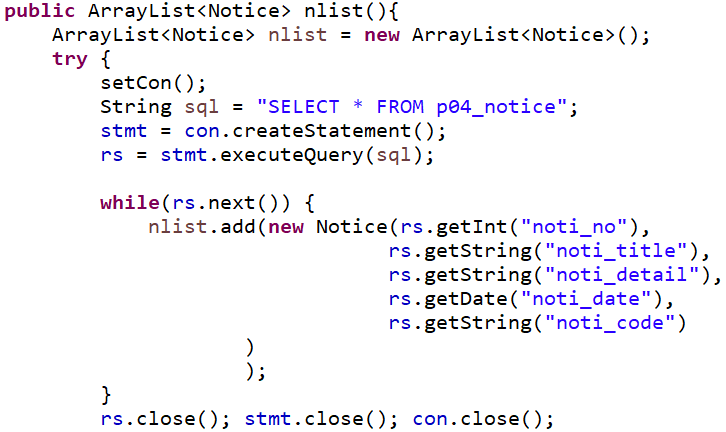 public ArrayList<Notice> nlist(){
ArrayList<Notice> nlist = new ArrayList<Notice>();
try {
setCon();
String sql = "SELECT * FROM p04_notice";
stmt = con.createStatement();
rs = stmt.executeQuery(sql);
while(rs.next()) {
nlist.add(new Notice(rs.getInt("noti_no"),
rs.getString("noti_title"),
rs.getString("noti_detail"),
rs.getDate("noti_date"),
rs.getString("noti_code")
)
);
}
rs.close(); stmt.close(); con.close();